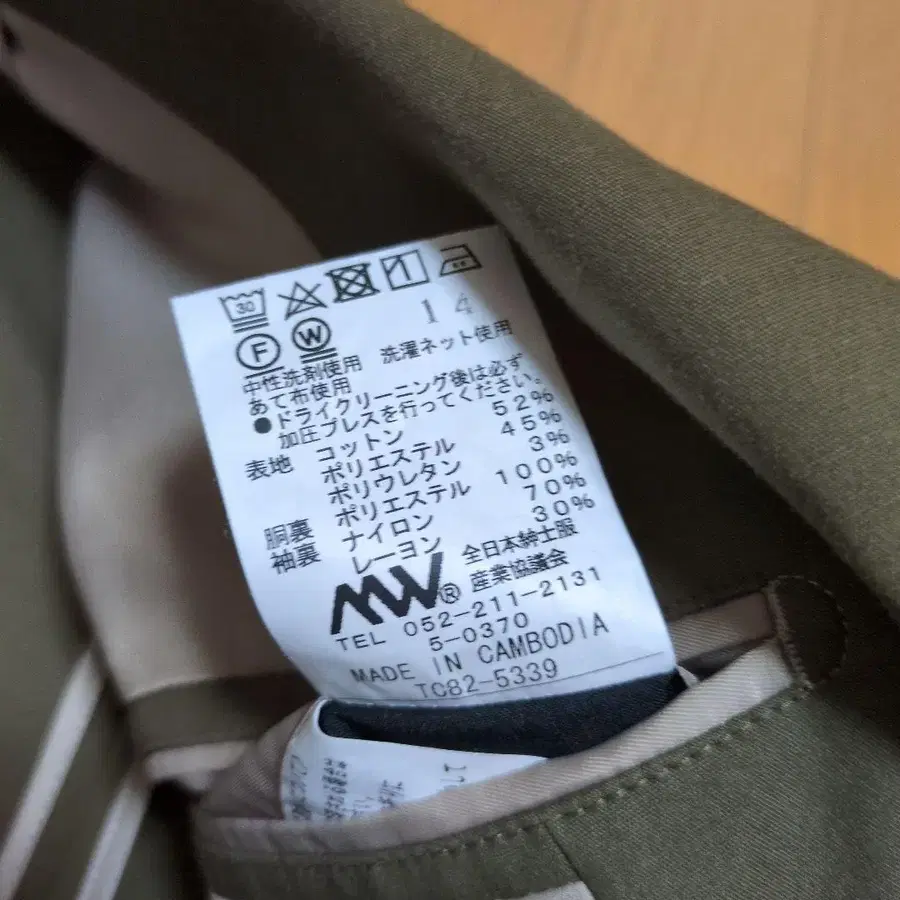 30
14
F W
中性洗剤使用 洗濯ネット使用
あて布使用
●ドライクリーニング後は必ず
加圧プレスを行ってください。
表地 コットン 52%
ポリエステル 45%
ポリウレタン 3%
胴裏 ポリエステル 100%
袖裏 ナイロン 70%
レーヨン 30%
MW® 全日本紳士服
産業協議会
TEL 052-211-2131
5-0370
MADE IN CAMBODIA
TC82-5339